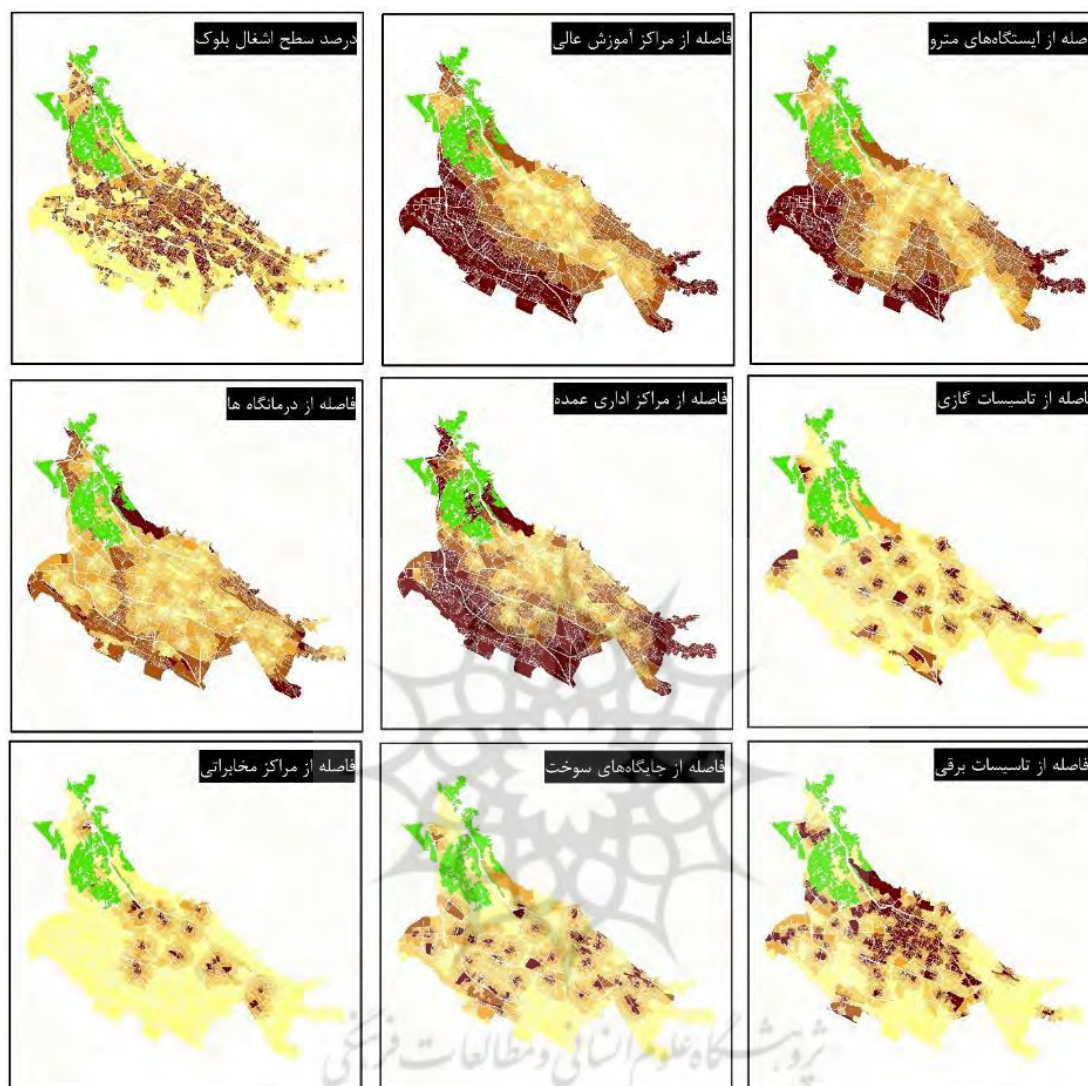 صله از ایستگاه‌های مترو
فاصله از مراکز آموزش عالی
درصد سطح اشغال بلوک
اصله از تاسیسات گازی
فاصله از مراکز اداری عمده
فاصله از درمانگاه ها
فاصله از تاسیسات برقی
فاصله از جایگاه‌های سوخت
فاصله از مراکز مخابراتی
پژوهشگاه علوم انسانی و مطالعات فرهنگی